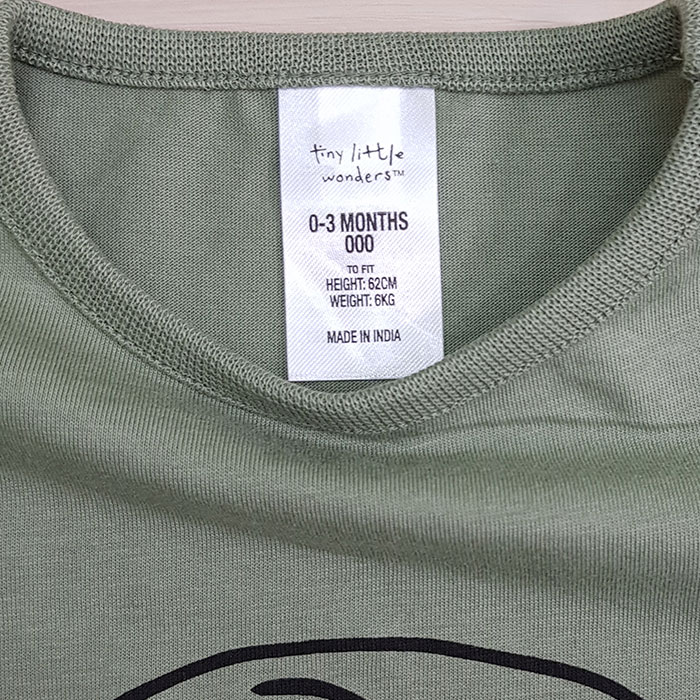 tiny little
wonders™
0-3 MONTHS
000
TO FIT
HEIGHT: 62CM
WEIGHT: 6KG
MADE IN INDIA